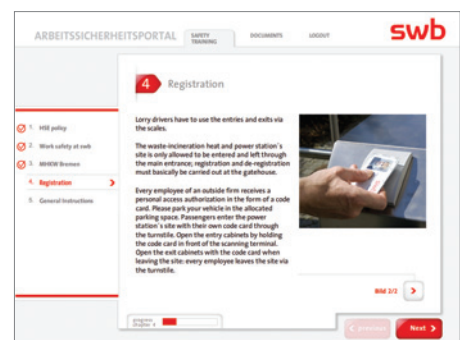 ARBEITSSICHERHEITSPORTAL
SAFETY
TRAINING
DOCUMENTS
LOGOUT
swb
4 Registration
1. HSE policy
2. Work safety at swb
3. MHKW Bremen
4. Registration
5. General Instructions
Lorry drivers have to use the entries and exits via
the scales.
The waste-incineration heat and power station`s
site is only allowed to be entered and left through
the main entrance; registration and de-registration
must basically be carried out at the gatehouse.
Every employee of an outside firm receives a
personal access authorization in the form of a code
card. Please park your vehicle in the allocated
parking space. Passengers enter the power
station`s site with their own code card through
the turnstile. Open the entry cabinets by holding
the code card in front of the scanning terminal.
Open the exit cabinets with the code card when
leaving the site: every employee leaves the site via
the turnstile.
Bild 2/2
progress
chapter 4
previous
Next